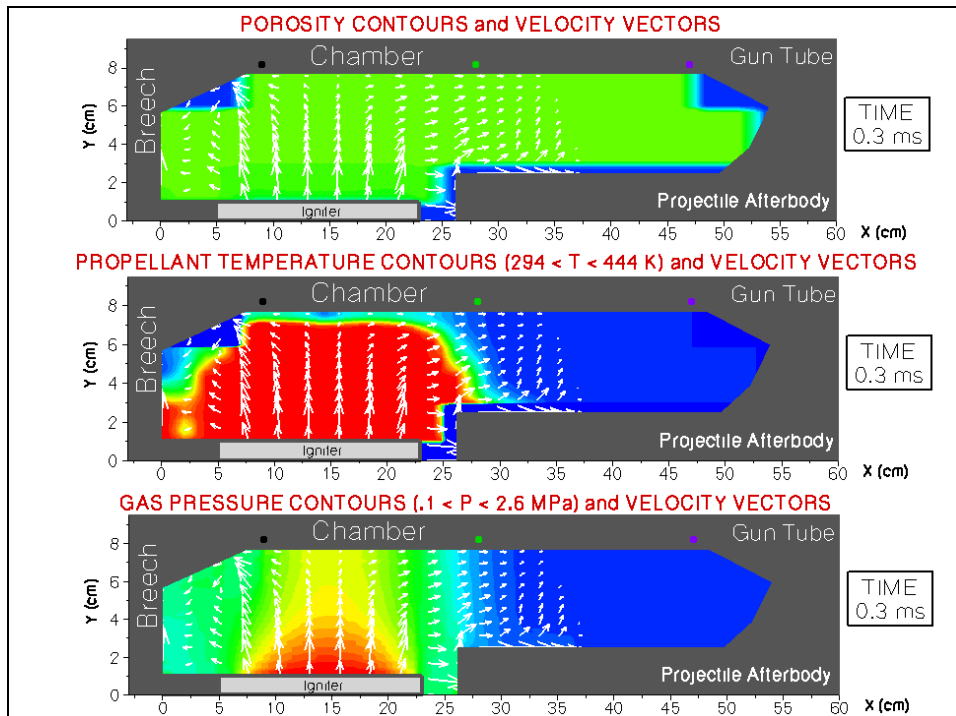 POROSITY CONTOURS and VELOCITY VECTORS
Chamber
Gun Tube
Breech
Y (cm)
8
6
4
2
0
Igniter
Projectile Afterbody
0 5 10 15 20 25 30 35 40 45 50 55 60 X (cm)
TIME
0.3 ms
PROPELLANT TEMPERATURE CONTOURS (294 < T < 444 K) and VELOCITY VECTORS
Chamber
Gun Tube
Breech
Y (cm)
8
6
4
2
0
Igniter
Projectile Afterbody
0 5 10 15 20 25 30 35 40 45 50 55 60 X (cm)
TIME
0.3 ms
GAS PRESSURE CONTOURS (.1 < P < 2.6 MPa) and VELOCITY VECTORS
Chamber
Gun Tube
Breech
Y (cm)
8
6
4
2
0
Igniter
Projectile Afterbody
0 5 10 15 20 25 30 35 40 45 50 55 60 X (cm)
TIME
0.3 ms